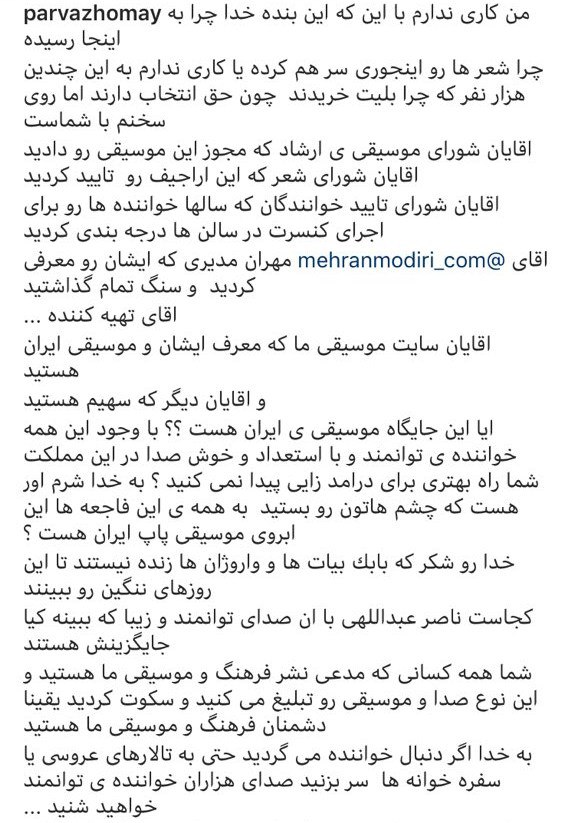 parvazhomay من کاری ندارم با این که این بنده خدا چرا به
اینجا رسیده
چرا شعر ها رو اینجوری سر هم کرده یا کاری ندارم به این چندین
هزار نفر که چرا بلیت خریدند چون حق انتخاب دارند اما روی
سخنم با شماست
اقایان شورای موسیقی ی ارشاد که مجوز این موسیقی رو دادید
اقایان شورای شعر که این اراجیف رو تایید کردید
اقایان شورای تایید خوانندگان که سالها خواننده ها رو برای
اجرای کنسرت در سالن ها درجه بندی کردید
اقای @mehranmodiri_com مهران مدیری که ایشان رو معرفی
کردید و سنگ تمام گذاشتید
اقای تهیه کننده ...
اقایان سایت موسیقی ما که معرف ایشان و موسیقی ایران
هستید
و اقایان دیگر که سهیم هستید
ایا این جایگاه موسیقی ی ایران هست ؟؟ با وجود این همه
خواننده ی توانمند و با استعداد و خوش صدا در این مملکت
شما راه بهتری برای درامد زایی پیدا نمی کنید ؟ به خدا شرم اور
هست که چشم هاتون رو بستید به همه ی این فاجعه ها این
ابروی موسیقی پاپ ایران هست ؟
خدا رو شکر که بابك بیات ها و واروژان ها زنده نیستند تا این
روزهای ننگین رو ببینند
کجاست ناصر عبداللهی با ان صدای توانمند و زیبا که ببینه کیا
جایگزینش هستند
شما همه کسانی که مدعی نشر فرهنگ و موسیقی ما هستید و
این نوع صدا و موسیقی رو تبلیغ می کنید و سکوت کردید یقینا
دشمنان فرهنگ و موسیقی ما هستید
به خدا اگر دنبال خواننده می گردید حتی به تالارهای عروسی یا
سفره خوانه ها سر بزنید صدای هزاران خواننده ی توانمند
خواهید شنید ...